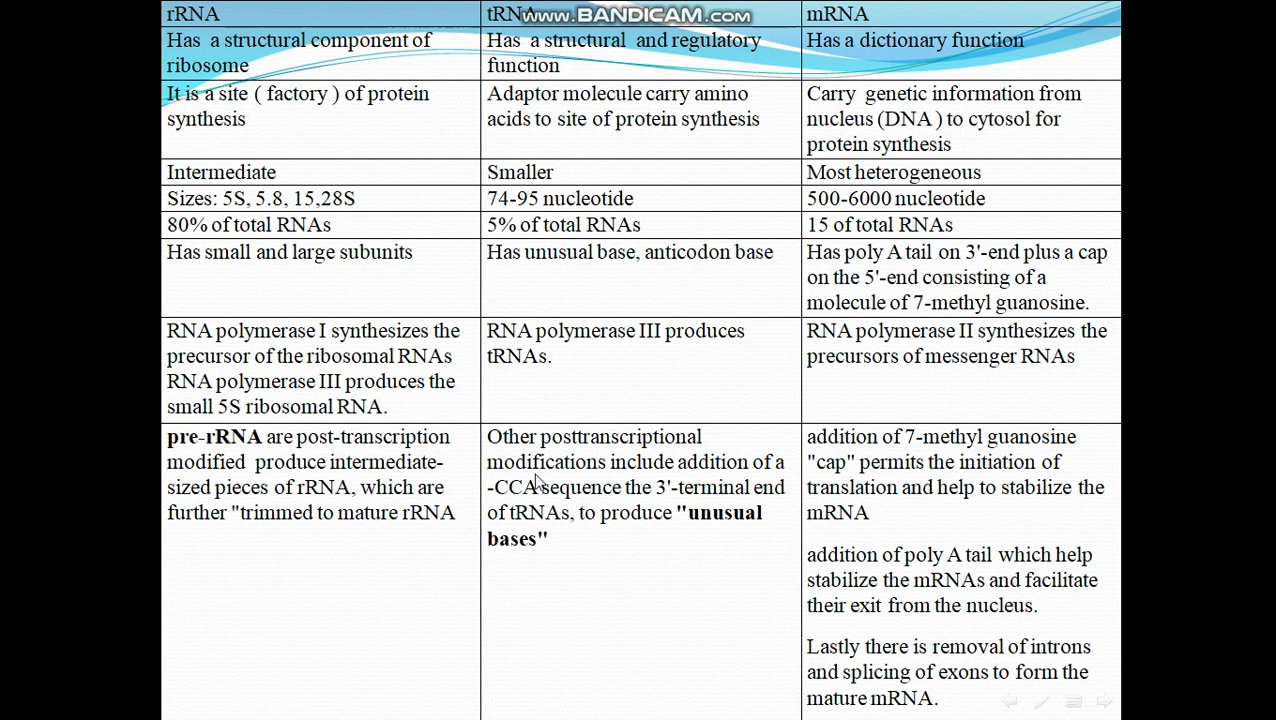 www.BANDICAM.com
rRNA
tRNA
mRNA
Has a structural component of
ribosome
Has a structural and regulatory
function
Has a dictionary function
It is a site ( factory ) of protein
synthesis
Adaptor molecule carry amino
acids to site of protein synthesis
Carry genetic information from
nucleus (DNA ) to cytosol for
protein synthesis
Intermediate
Smaller
Most heterogeneous
Sizes: 5S, 5.8, 15,28S
74-95 nucleotide
500-6000 nucleotide
80% of total RNAs
5% of total RNAs
15 of total RNAs
Has small and large subunits
Has unusual base, anticodon base
Has poly A tail on 3'-end plus a cap
on the 5'-end consisting of a
molecule of 7-methyl guanosine.
RNA polymerase I synthesizes the
precursor of the ribosomal RNAs
RNA polymerase III produces the
small 5S ribosomal RNA.
RNA polymerase III produces
tRNAs.
RNA polymerase II synthesizes the
precursors of messenger RNAs
pre-rRNA are post-transcription
modified produce intermediate-
sized pieces of rRNA, which are
further "trimmed to mature rRNA
Other posttranscriptional
modifications include addition of a
-CCA sequence the 3'-terminal end
of tRNAs, to produce "unusual
bases"
addition of 7-methyl guanosine
"cap" permits the initiation of
translation and help to stabilize the
mRNA
addition of poly A tail which help
stabilize the mRNAs and facilitate
their exit from the nucleus.
Lastly there is removal of introns
and splicing of exons to form the
mature mRNA.